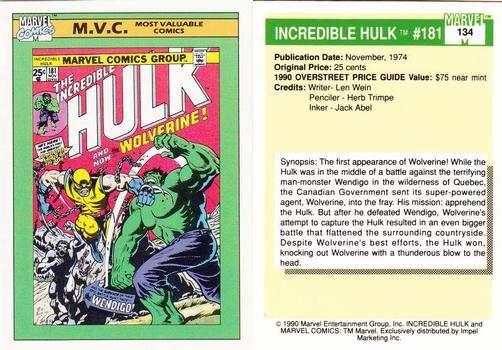 MARVEL
COMICS
M.V.C. MOST VALUABLE
COMICS
INCREDIBLE HULK MARVEL COMICS GROUP.
25¢ 181
NOV
THE
INCREDIBLE
HULK
AND
NOW
WOLVERINE!
WENDIGO!
INCREDIBLE HULK™ #181
MARVEL
134
COMICS
Publication Date: November, 1974
Original Price: 25 cents
1990 OVERSTREET PRICE GUIDE Value: $75 near mint
Credits: Writer- Len Wein
Penciler - Herb Trimpe
Inker - Jack Abel
Synopsis: The first appearance of Wolverine! While the
Hulk was in the middle of a battle against the terrifying
man-monster Wendigo in the wilderness of Quebec,
the Canadian Government sent its super-powered
agent, Wolverine, into the fray. His mission: apprehend
the Hulk. But after he defeated Wendigo, Wolverine's
attempt to capture the Hulk resulted in an even bigger
battle that flattened the surrounding countryside.
Despite Wolverine's best efforts, the Hulk won,
knocking out Wolverine with a thunderous blow to the
head.
© 1990 Marvel Entertainment Group, Inc. INCREDIBLE HULK and
MARVEL COMICS: TM Marvel. Exclusively distributed by Impel
Marketing Inc.